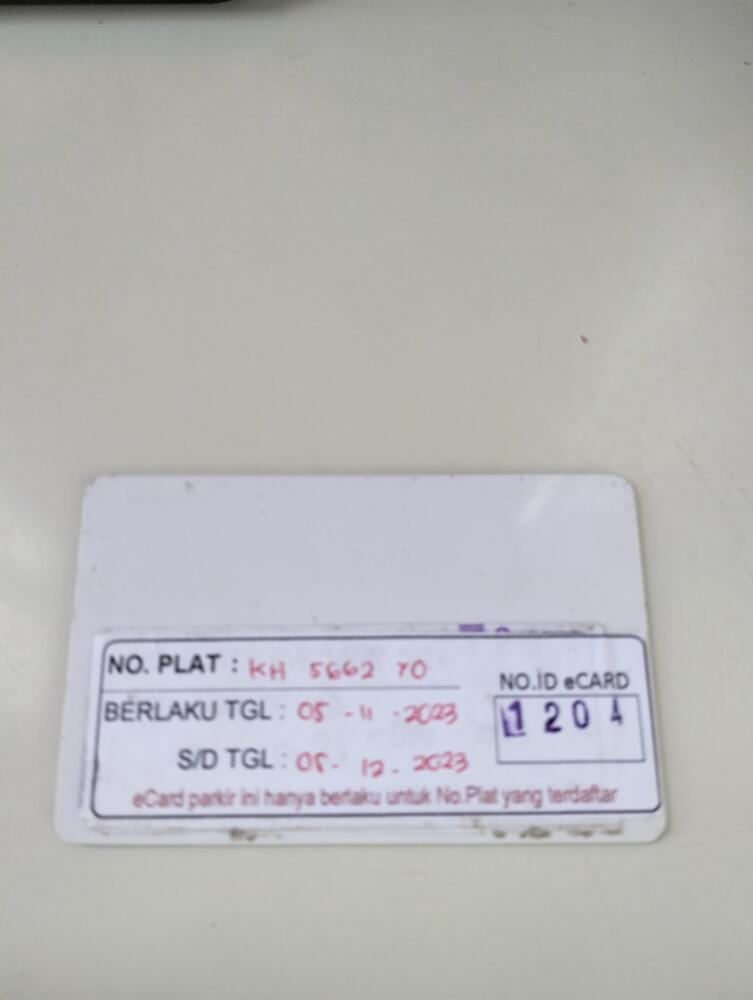 NO. PLAT : KH 5662 YO
BERLAKU TGL : 05 - 11 - 2023
S/D TGL : 05 - 12 - 2023
NO.ID eCARD
1204
eCard parkir ini hanya berlaku untuk No.Plat yang terdaftar